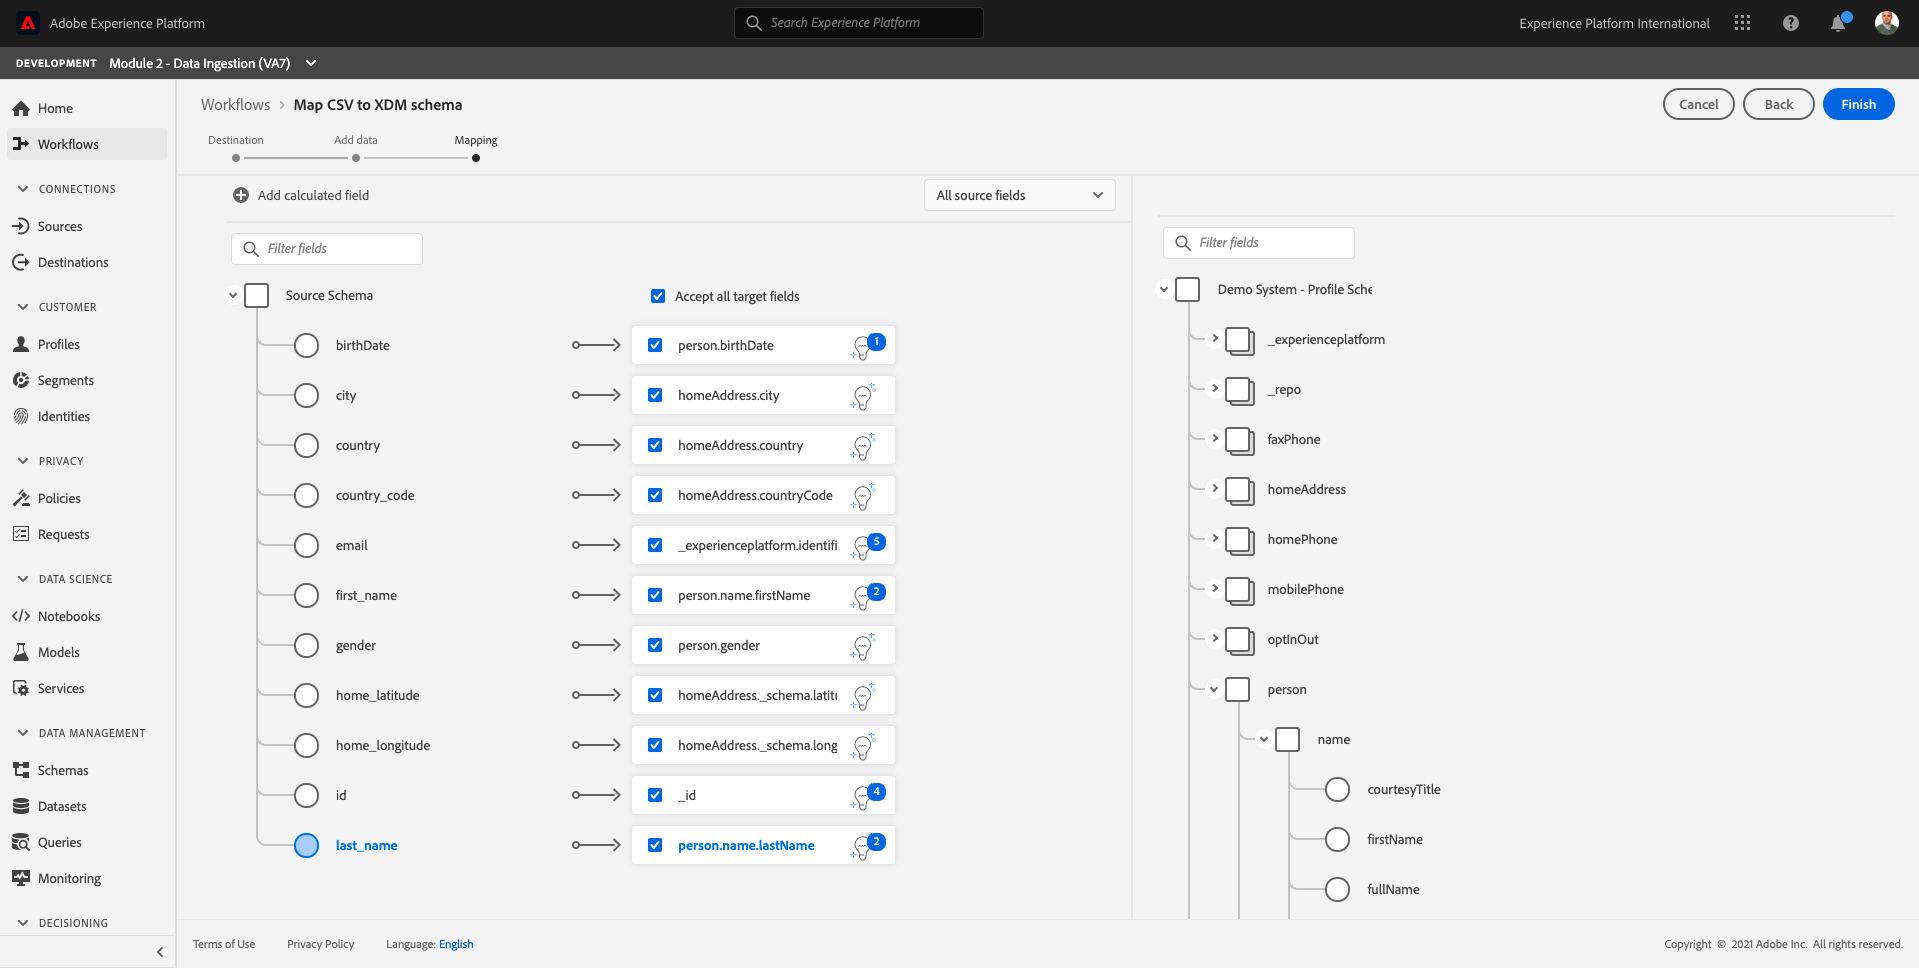 Adobe Experience Platform
Search Experience Platform
Experience Platform International
DEVELOPMENT Module 2 - Data Ingestion (VA7)
Home
Workflows
CONNECTIONS
Sources
Destinations
CUSTOMER
Profiles
Segments
Identities
PRIVACY
Policies
Requests
DATA SCIENCE
Notebooks
Models
Services
DATA MANAGEMENT
Schemas
Datasets
Queries
Monitoring
DECISIONING
Workflows > Map CSV to XDM schema
Cancel
Back
Finish
Destination
Add data
Mapping
Add calculated field
All source fields
Filter fields
Source Schema
Accept all target fields
birthDate
person.birthDate
1
city
homeAddress.city
country
homeAddress.country
country_code
homeAddress.countryCode
email
_experienceplatform.identifi
5
first_name
person.name.firstName
2
gender
person.gender
home_latitude
homeAddress._schema.latitu
home_longitude
homeAddress._schema.long
id
_id
4
last_name
person.name.lastName
2
Filter fields
Demo System - Profile Sche
_experienceplatform
_repo
faxPhone
homeAddress
homePhone
mobilePhone
optInOut
person
name
courtesyTitle
firstName
fullName
Terms of Use
Privacy Policy
Language: English
Copyright © 2021 Adobe Inc. All rights reserved.